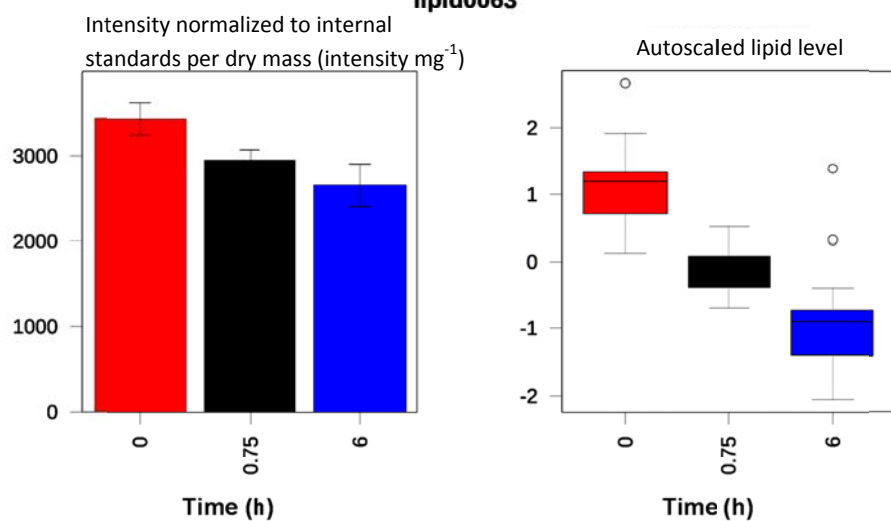 lipid0063
Intensity normalized to internal
standards per dry mass (intensity mg⁻¹)
3000
2000
1000
0
0
0.75
6
Time (h)
Autoscaled lipid level
2
1
0
-1
-2
0
0.75
6
Time (h)